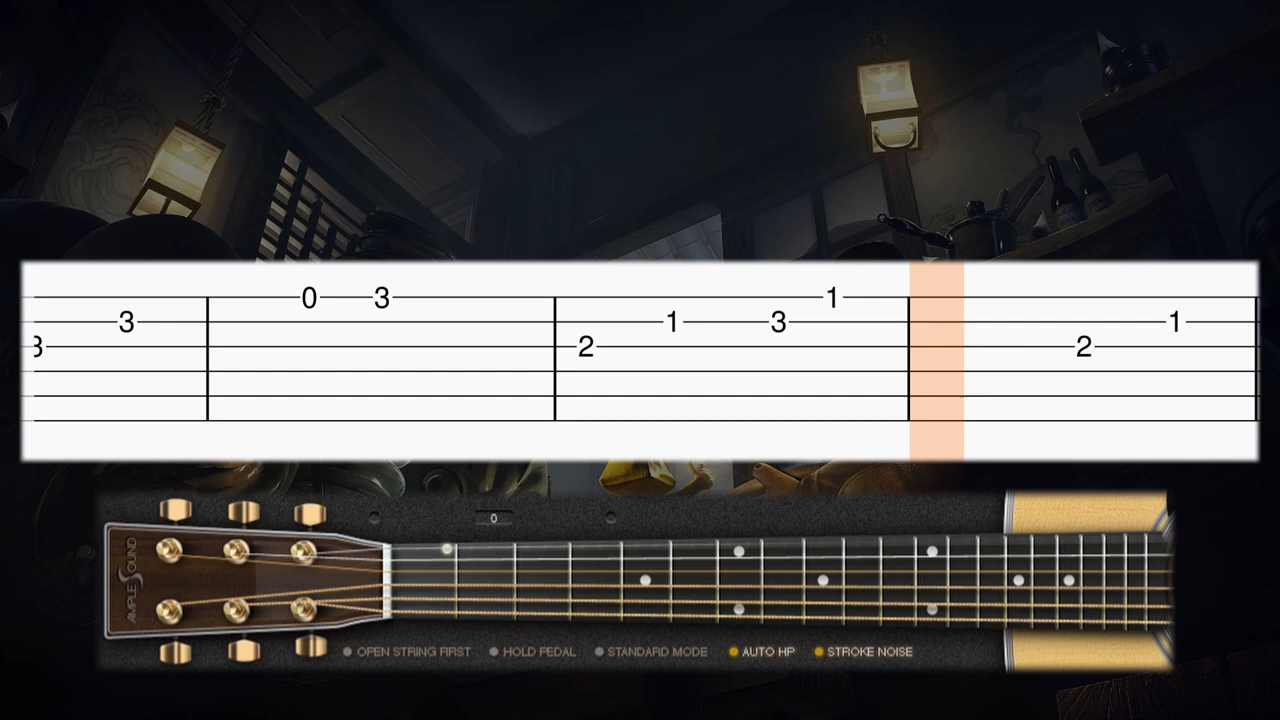 0 3 1
3 1 3 1
3 2 2
0
AMPLE SOUND
OPEN STRING FIRST HOLD PEDAL STANDARD MODE AUTO HP STROKE NOISE